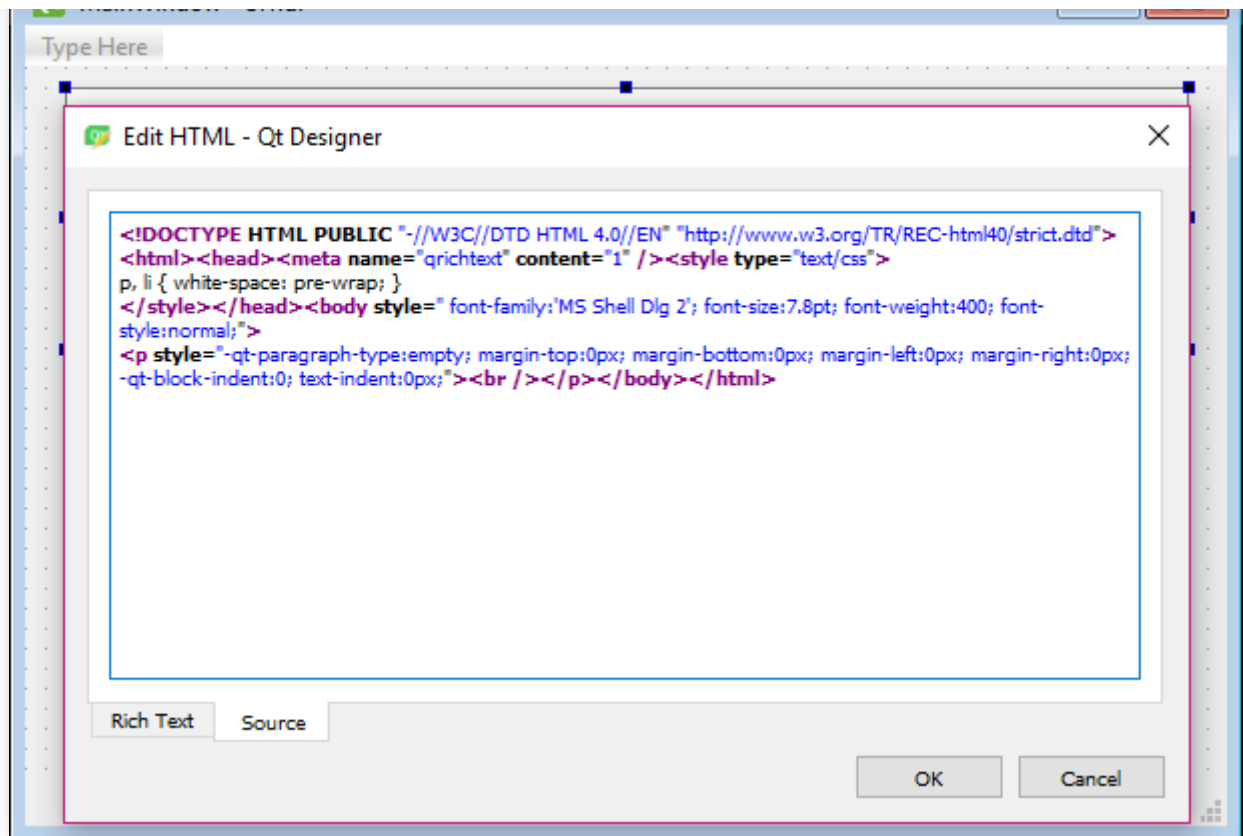 Type Here
Edit HTML - Qt Designer
<!DOCTYPE HTML PUBLIC "-//W3C//DTD HTML 4.0//EN" "http://www.w3.org/TR/REC-html40/strict.dtd">
<html><head><meta name="qrichtext" content="1" /><style type="text/css">
p, li { white-space: pre-wrap; }
</style></head><body style=" font-family:'MS Shell Dlg 2'; font-size:7.8pt; font-weight:400; font-
style:normal;">
<p style="-qt-paragraph-type:empty; margin-top:0px; margin-bottom:0px; margin-left:0px; margin-right:0px;
-qt-block-indent:0; text-indent:0px;"><br /></p></body></html>
Rich Text
Source
OK
Cancel